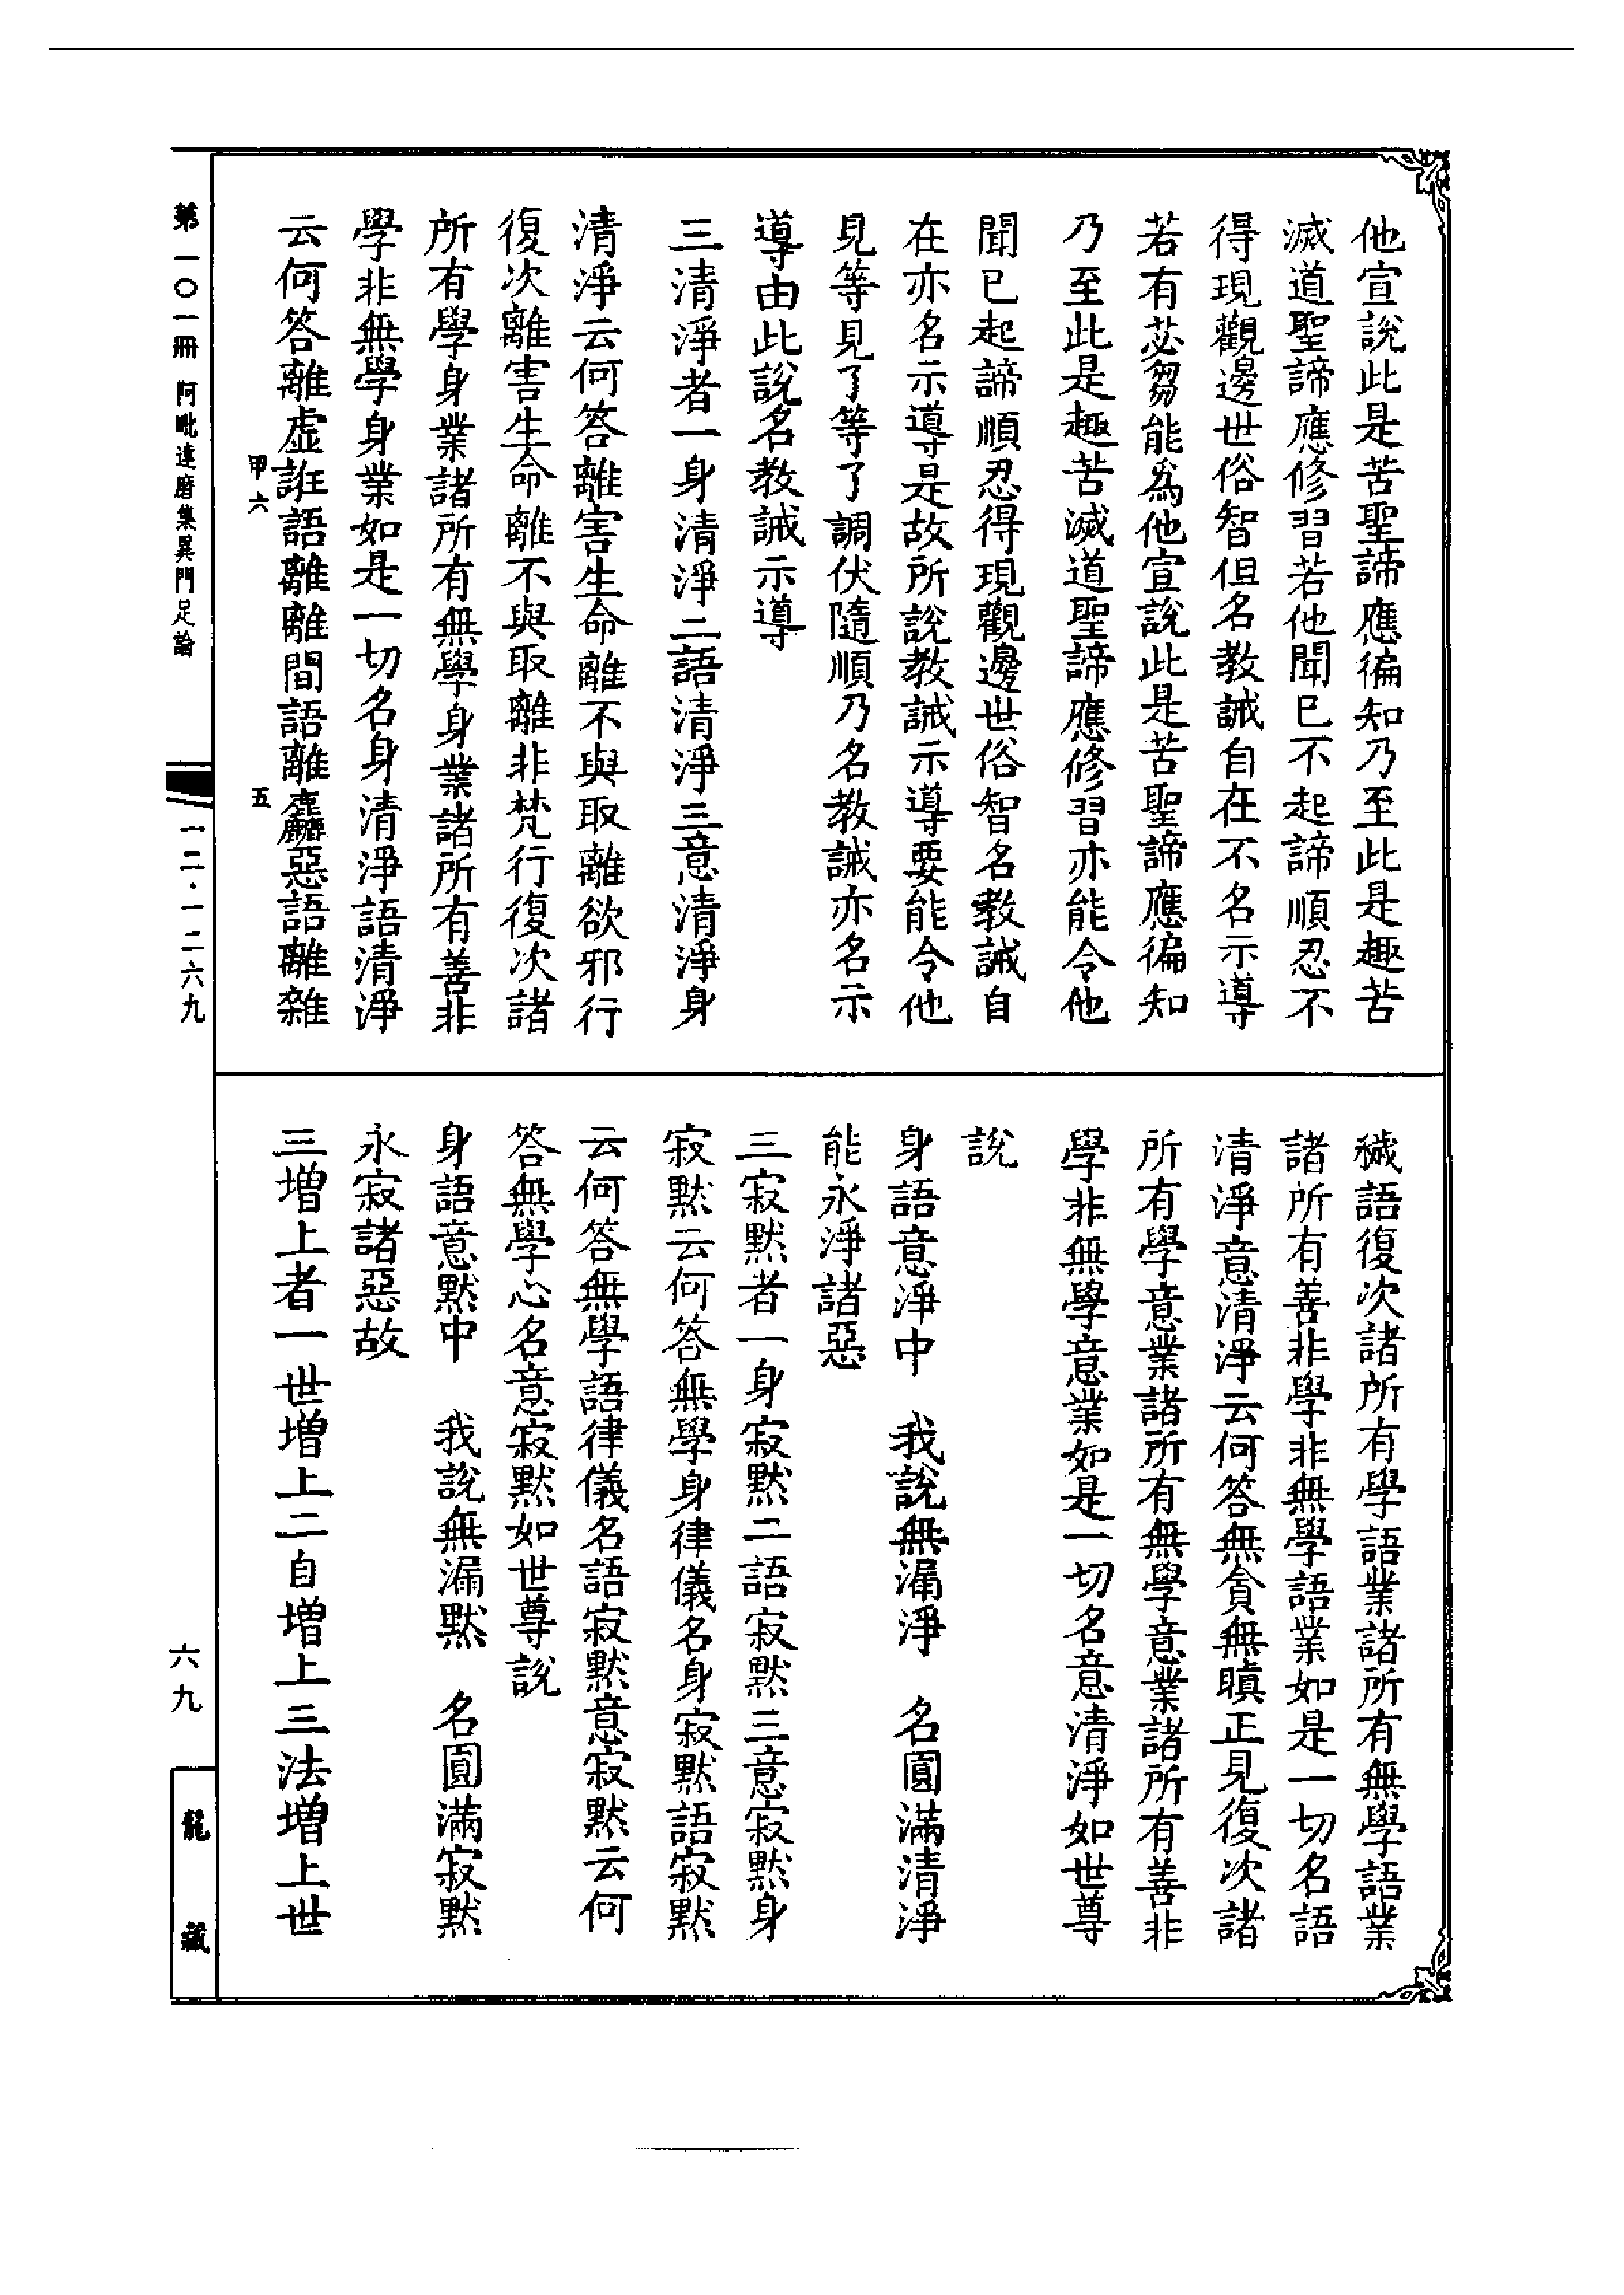 他宣說此是苦聖諦應徧知乃至此是趣苦
滅道聖諦應修習若他聞已不起諦順忍不
得現觀邊世俗智但名教誡自在不名示導
若有苾芻能爲他宣說此是苦聖諦應徧知
乃至此是趣苦滅道聖諦應修習亦能令他
聞已起諦順忍得現觀邊世俗智名教誡自
在亦名示導是故所說教誡示導要能令他
見等見了等了調伏隨順乃名教誡亦名示
導由此說名教誡示導
三清淨者一身清淨二語清淨三意清淨身
清淨云何答離害生命離不與取離欲邪行
復次離害生命離不與取離非梵行復次諸
所有學身業諸所有無學身業諸所有善非
學非無學身業如是一切名身清淨語清淨
云何答離虛誑語離離間語離麤惡語離雜
穢語復次諸所有學語業諸所有無學語業
諸所有善非學非無學語業如是一切名語
清淨意清淨云何答無貪無瞋正見復次諸
所有學意業諸所有無學意業諸所有善非
學非無學意業如是一切名意清淨如世尊
說
身語意淨中　我說無漏淨　名圓滿清淨
能永淨諸惡
三寂默者一身寂默二語寂默三意寂默身
寂默云何答無學身律儀名身寂默語寂默
云何答無學語律儀名語寂默意寂默云何
答無學心名意寂默如世尊說
身語意默中　我說無漏默　名圓滿寂默
永寂諸惡故
三增上者一世增上二自增上三法增上世
甲六
五
第一〇一冊　阿毗達磨集異門足論
一二·一二六九
六九
龍藏